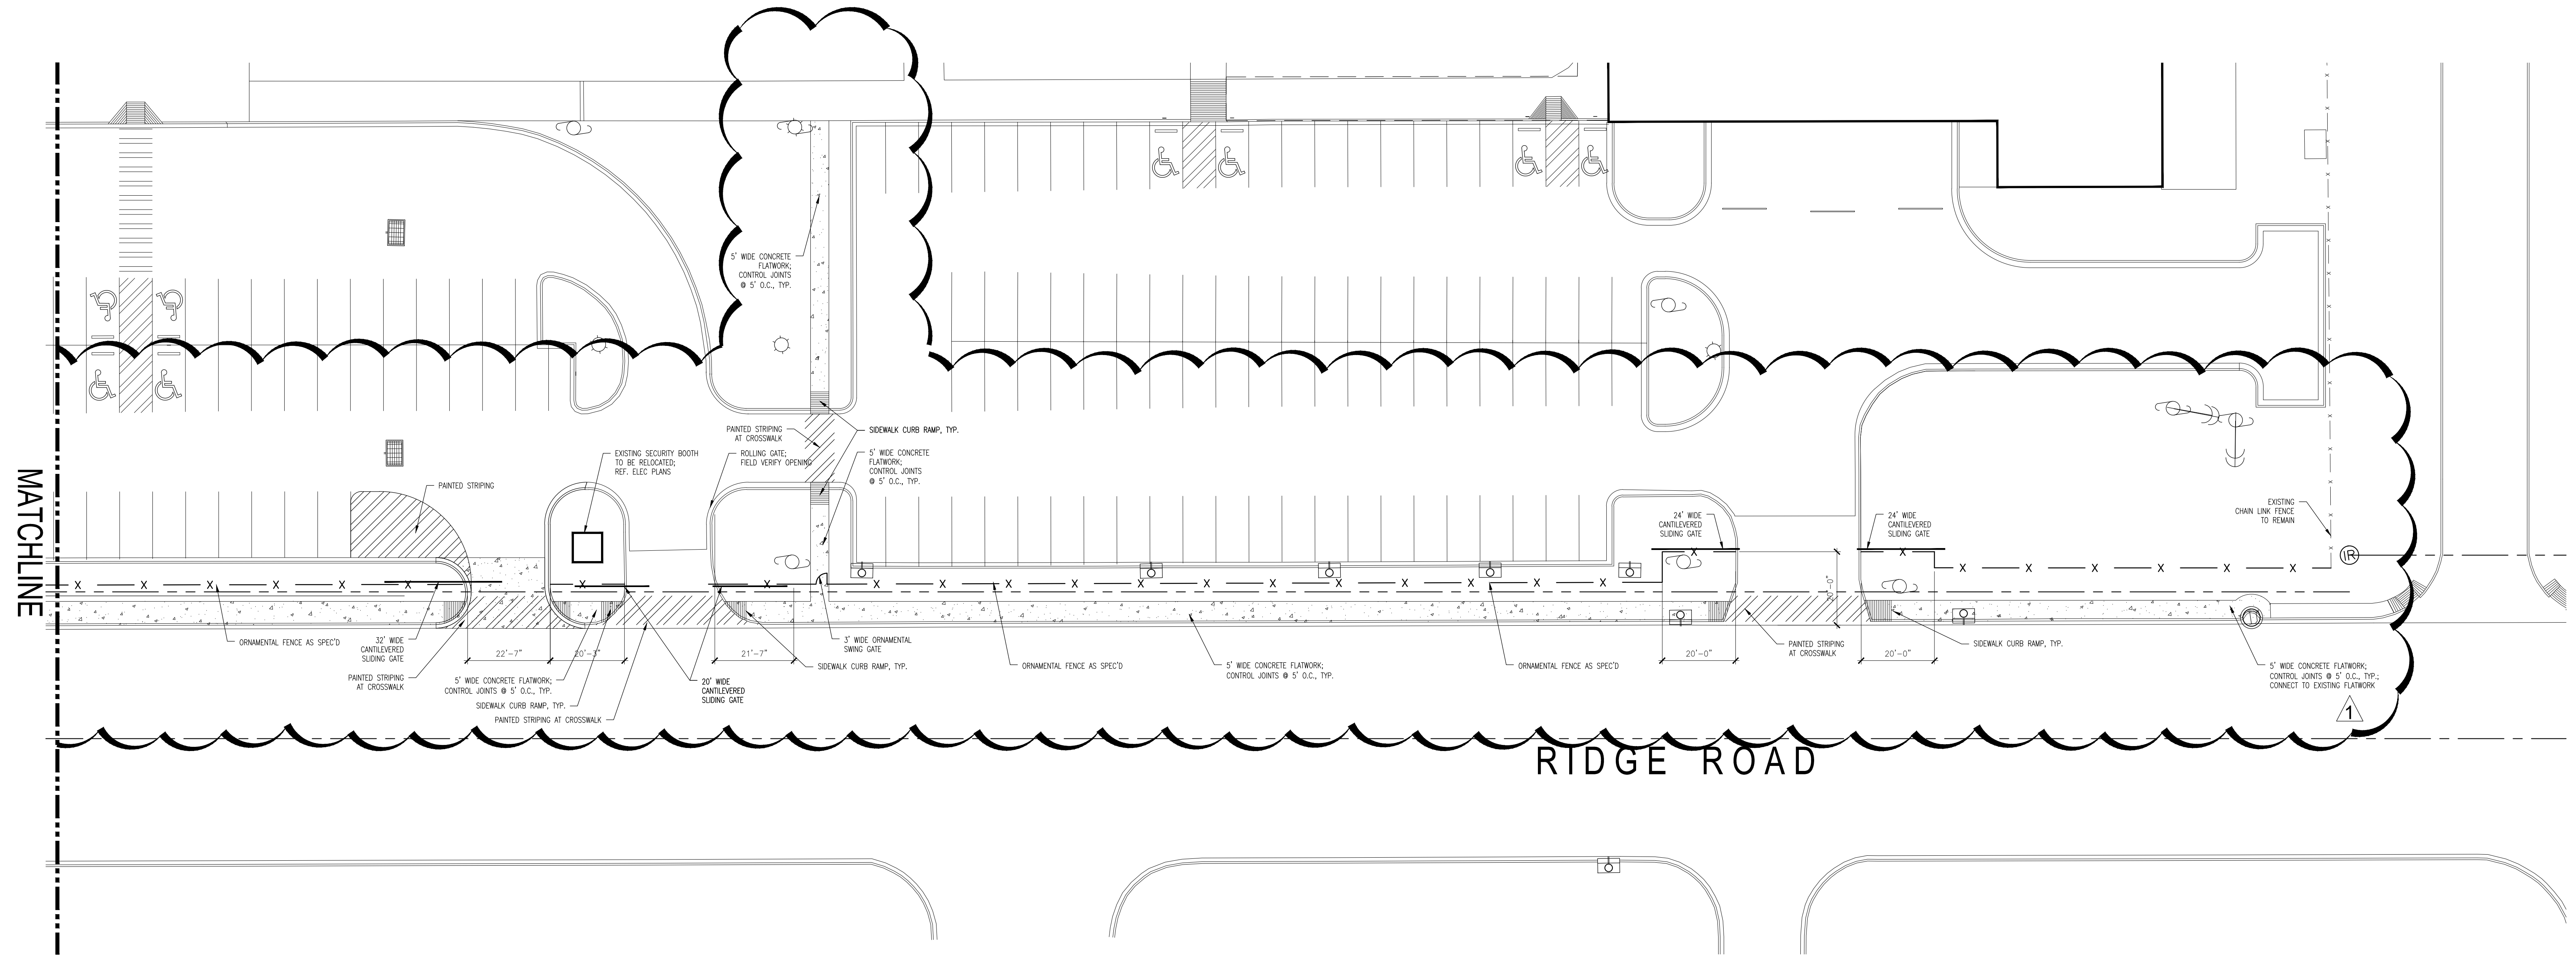 5' WIDE CONCRETE
FLATWORK;
CONTROL JOINTS
@ 5' O.C., TYP.
PAINTED STRIPING
AT CROSSWALK
SIDEWALK CURB RAMP, TYP.
EXISTING SECURITY BOOTH
TO BE RELOCATED;
REF. ELEC PLANS
ROLLING GATE;
FIELD VERIFY OPENING
5' WIDE CONCRETE
FLATWORK;
CONTROL JOINTS
@ 5' O.C., TYP.
PAINTED STRIPING
MATCHLINE
24' WIDE
CANTILEVERED
SLIDING GATE
24' WIDE
CANTILEVERED
SLIDING GATE
EXISTING
CHAIN LINK FENCE
TO REMAIN
IR
20'-0"
X X X X X X X X X X X X X X X X X X X X X X X X X X X X
ORNAMENTAL FENCE AS SPEC'D
32' WIDE
CANTILEVERED
SLIDING GATE
PAINTED STRIPING
AT CROSSWALK
22'-7"
20'-3"
21'-7"
3' WIDE ORNAMENTAL
SWING GATE
SIDEWALK CURB RAMP, TYP.
5' WIDE CONCRETE FLATWORK;
CONTROL JOINTS @ 5' O.C., TYP.
SIDEWALK CURB RAMP, TYP.
PAINTED STRIPING AT CROSSWALK
20' WIDE
CANTILEVERED
SLIDING GATE
ORNAMENTAL FENCE AS SPEC'D
5' WIDE CONCRETE FLATWORK;
CONTROL JOINTS @ 5' O.C., TYP.
ORNAMENTAL FENCE AS SPEC'D
20'-0"
PAINTED STRIPING
AT CROSSWALK
20'-0"
SIDEWALK CURB RAMP, TYP.
5' WIDE CONCRETE FLATWORK;
CONTROL JOINTS @ 5' O.C., TYP.;
CONNECT TO EXISTING FLATWORK
1
RIDGE ROAD